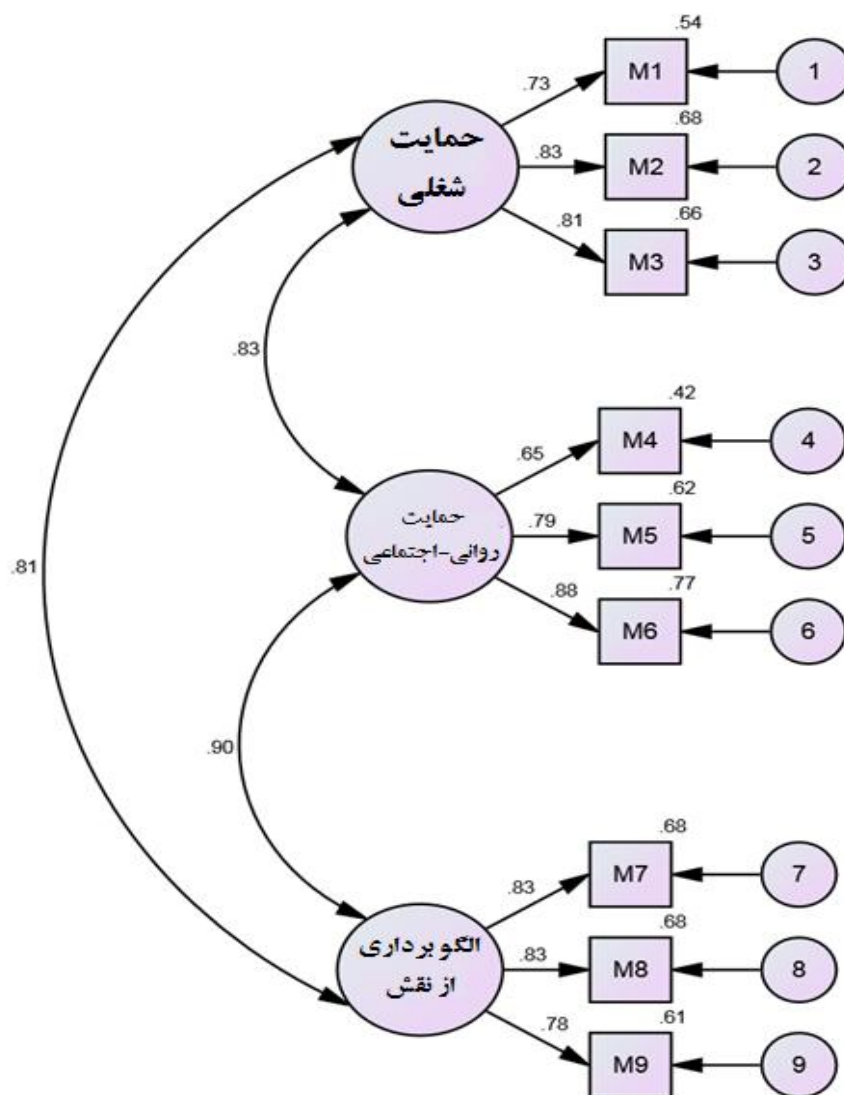 .54
M1
1
.73
حمایت
شغلی
.68
.83
M2
2
.66
.81
M3
3
.83
.42
M4
4
.65
حمایت
روانی-اجتماعی
.62
.79
M5
5
.77
.88
M6
6
.81
.90
.68
M7
7
.83
الگو برداری
از نقش
.68
.83
M8
8
.61
.78
M9
9